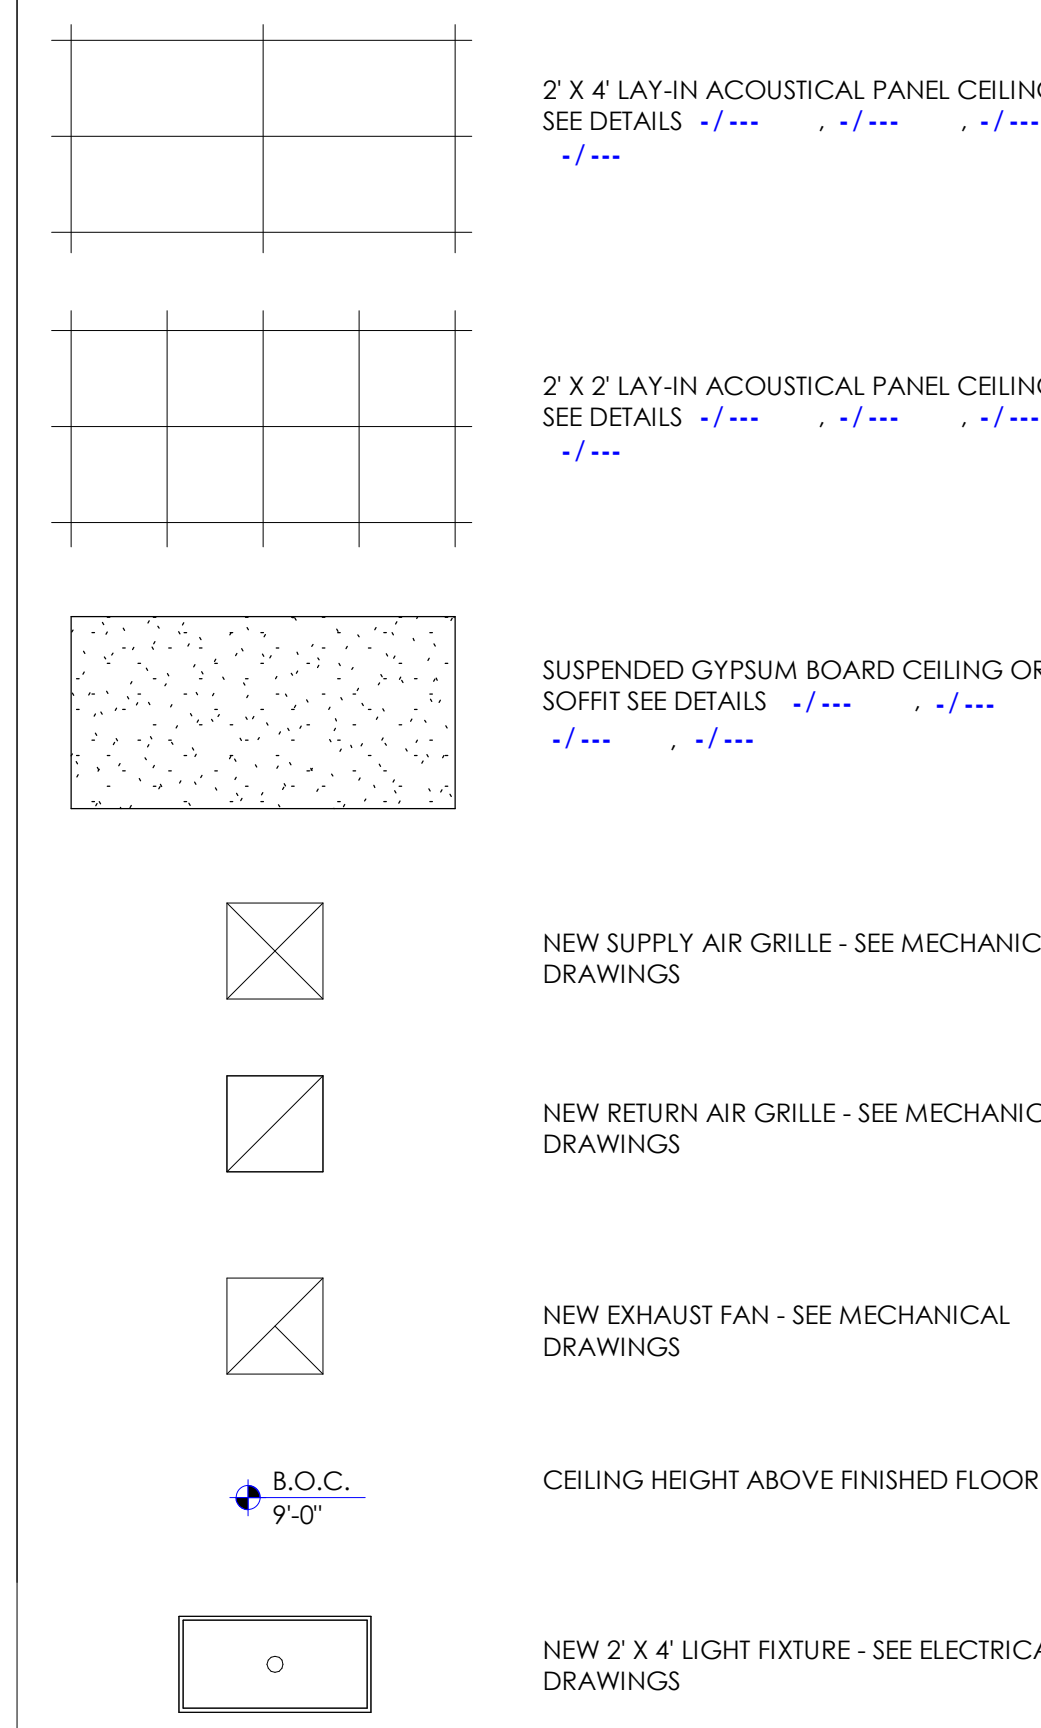 2' X 4' LAY-IN ACOUSTICAL PANEL CEILING
SEE DETAILS -/--- , -/--- , -/---
-/---
2' X 2' LAY-IN ACOUSTICAL PANEL CEILING
SEE DETAILS -/--- , -/--- , -/---
-/---
SUSPENDED GYPSUM BOARD CEILING OR
SOFFIT SEE DETAILS -/--- , -/---
-/--- , -/---
NEW SUPPLY AIR GRILLE - SEE MECHANIC
DRAWINGS
NEW RETURN AIR GRILLE - SEE MECHANIC
DRAWINGS
NEW EXHAUST FAN - SEE MECHANICAL
DRAWINGS
B.O.C.
9'-0"
CEILING HEIGHT ABOVE FINISHED FLOOR
NEW 2' X 4' LIGHT FIXTURE - SEE ELECTRICA
DRAWINGS